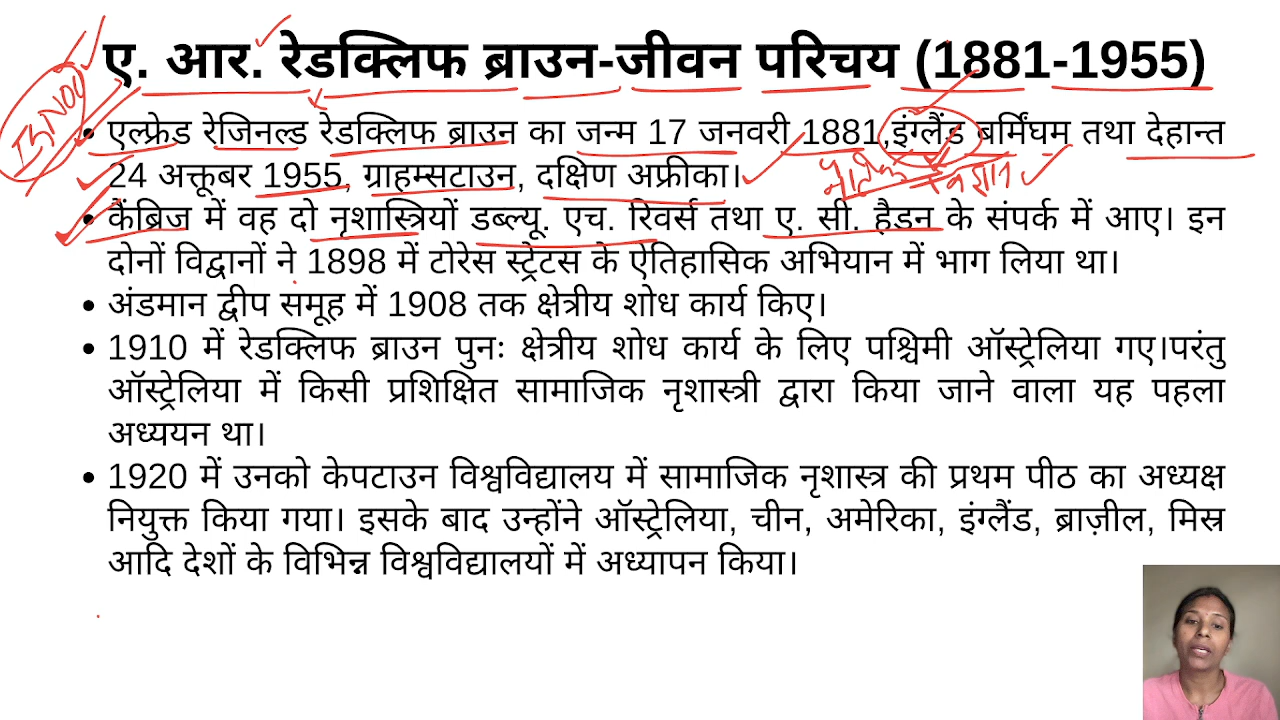 ए. आर. रेडक्लिफ ब्राउन-जीवन परिचय (1881-1955)
• एल्फ्रेड रेजिनल्ड रेडक्लिफ ब्राउन का जन्म 17 जनवरी 1881,इंग्लैंड बर्मिंघम तथा देहान्त
24 अक्तूबर 1955, ग्राहम्सटाउन, दक्षिण अफ्रीका।
• केंब्रिज में वह दो नृशास्त्रियों डब्ल्यू. एच. रिवर्स तथा ए. सी. हैडन के संपर्क में आए। इन
दोनों विद्वानों ने 1898 में टोरेस स्ट्रेटस के ऐतिहासिक अभियान में भाग लिया था।
• अंडमान द्वीप समूह में 1908 तक क्षेत्रीय शोध कार्य किए।
• 1910 में रेडक्लिफ ब्राउन पुनः क्षेत्रीय शोध कार्य के लिए पश्चिमी ऑस्ट्रेलिया गए।परंतु
ऑस्ट्रेलिया में किसी प्रशिक्षित सामाजिक नृशास्त्री द्वारा किया जाने वाला यह पहला
अध्ययन था।
• 1920 में उनको केपटाउन विश्वविद्यालय में सामाजिक नृशास्त्र की प्रथम पीठ का अध्यक्ष
नियुक्त किया गया। इसके बाद उन्होंने ऑस्ट्रेलिया, चीन, अमेरिका, इंग्लैंड, ब्राज़ील, मिस्र
आदि देशों के विभिन्न विश्वविद्यालयों में अध्यापन किया।